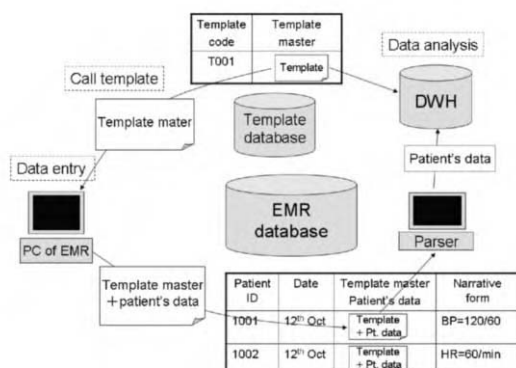 Template code
Template master
T001
Template
Data analysis
Call template
DWH
Template mater
Template database
Patient's data
Data entry
EMR database
PC of EMR
Parser
Template master
+patient's data
Patient ID
Date
Template master
Patient's data
Narrative form
1001
12th Oct
Template
+ Pt. data
BP=120/60
1002
12th Oct
Template
+ Pt. data
HR=60/min